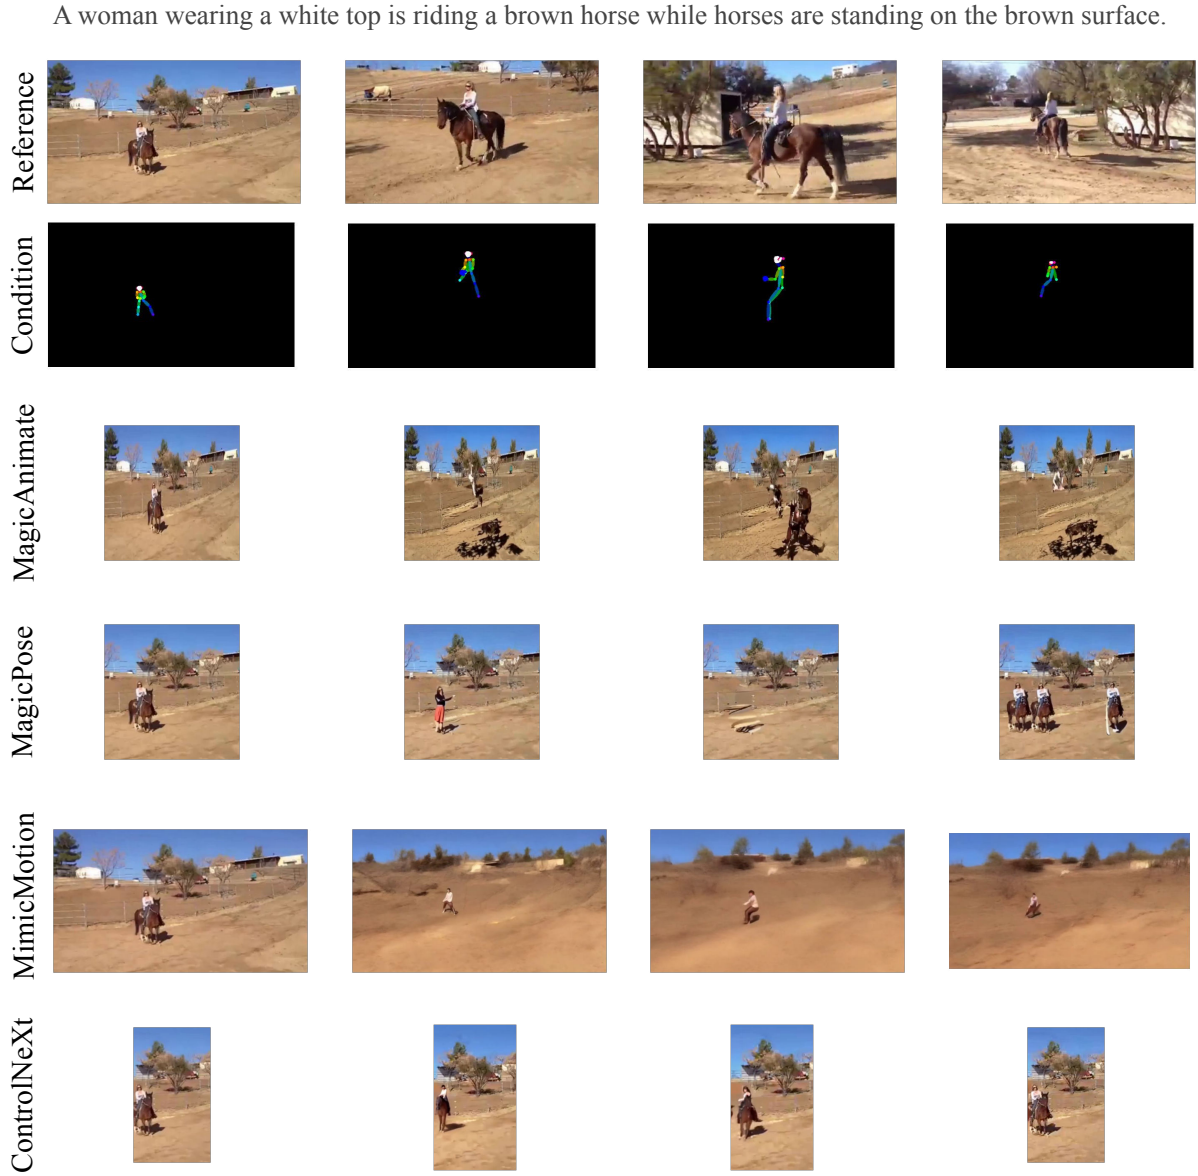 A woman wearing a white top is riding a brown horse while horses are standing on the brown surface.
Reference
Condition
MagicAnimate
MagicPose
MimicMotion
ControlNeXt